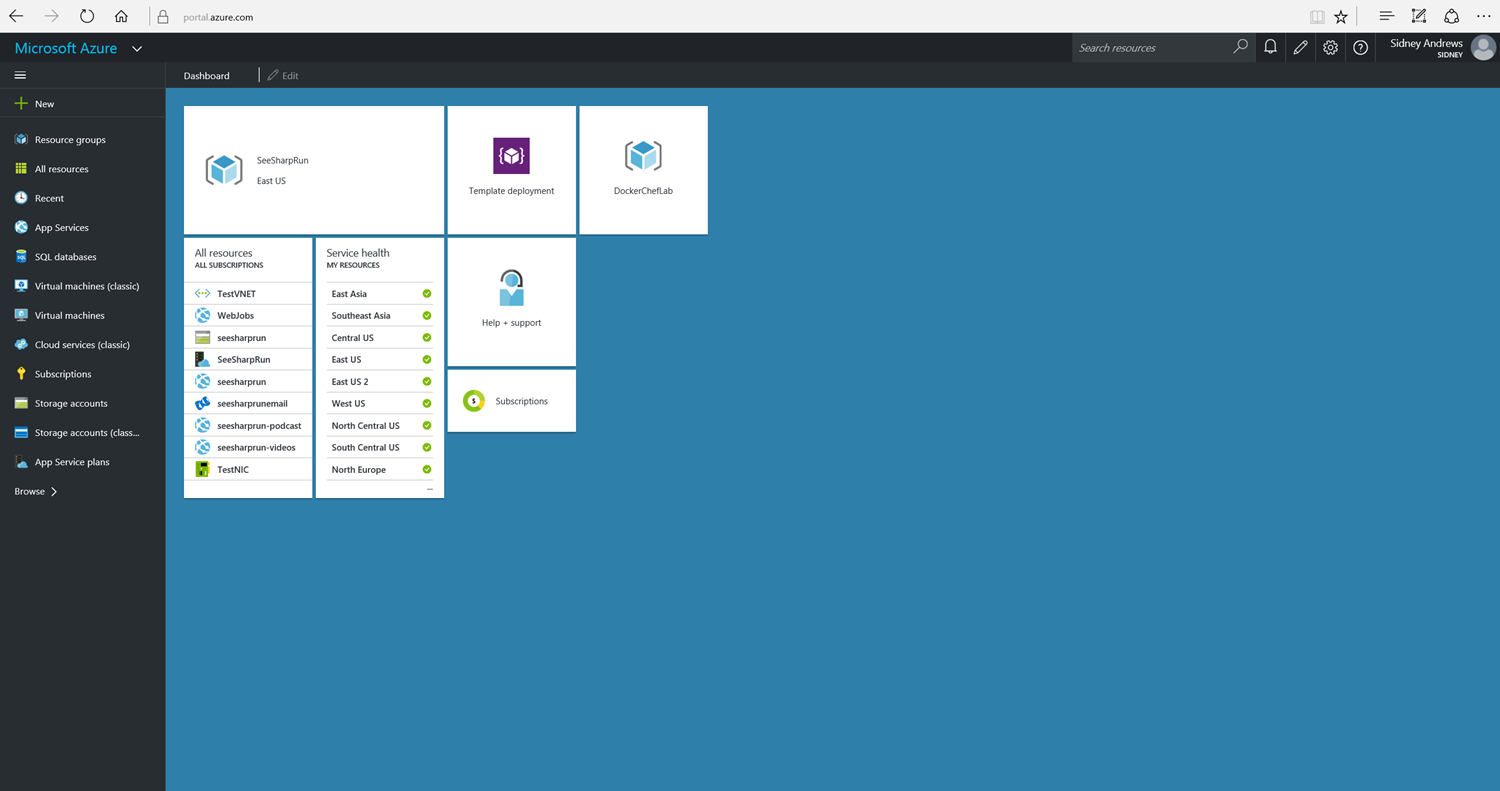 portal.azure.com
Microsoft Azure
Search resources
Sidney Andrews
SIDNEY
Dashboard
Edit
New
Resource groups
All resources
Recent
App Services
SQL databases
Virtual machines (classic)
Virtual machines
Cloud services (classic)
Subscriptions
Storage accounts
Storage accounts (class...
App Service plans
Browse
SeeSharpRun
East US
Template deployment
DockerChefLab
All resources
ALL SUBSCRIPTIONS
TestVNET
WebJobs
seesharprun
SeeSharpRun
seesharprun
seesharprunemail
seesharprun-podcast
seesharprun-videos
TestNIC
Service health
MY RESOURCES
East Asia
Southeast Asia
Central US
East US
East US 2
West US
North Central US
South Central US
North Europe
...
Help + support
Subscriptions